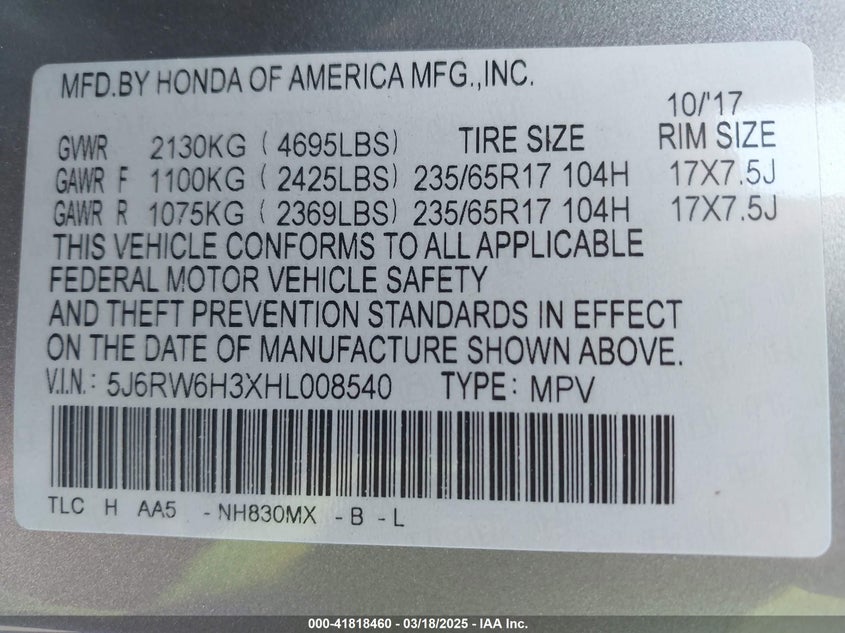 MFD.BY HONDA OF AMERICA MFG.,INC.
10/'17
GVWR 2130KG ( 4695LBS) TIRE SIZE RIM SIZE
GAWR F 1100KG ( 2425LBS) 235/65R17 104H 17X7.5J
GAWR R 1075KG ( 2369LBS) 235/65R17 104H 17X7.5J
THIS VEHICLE CONFORMS TO ALL APPLICABLE
FEDERAL MOTOR VEHICLE SAFETY
AND THEFT PREVENTION STANDARDS IN EFFECT
ON THE DATE OF MANUFACTURE SHOWN ABOVE.
V.I.N.: 5J6RW6H3XHL008540 TYPE: MPV
TLC H AA5 -NH830MX -B -L
000-41818460 - 03/18/2025 - IAA Inc.